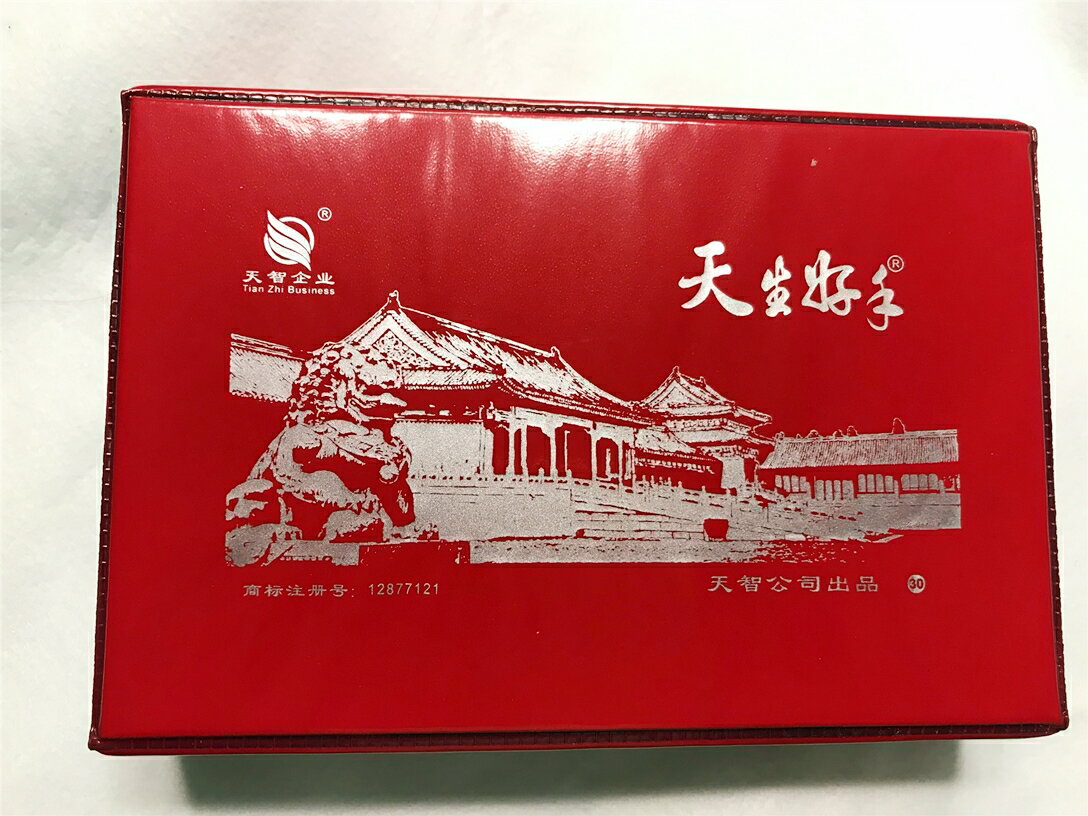 ®
天智企业
Tian Zhi Business
天生好手®
商标注册号：12877121
天智公司出品 30